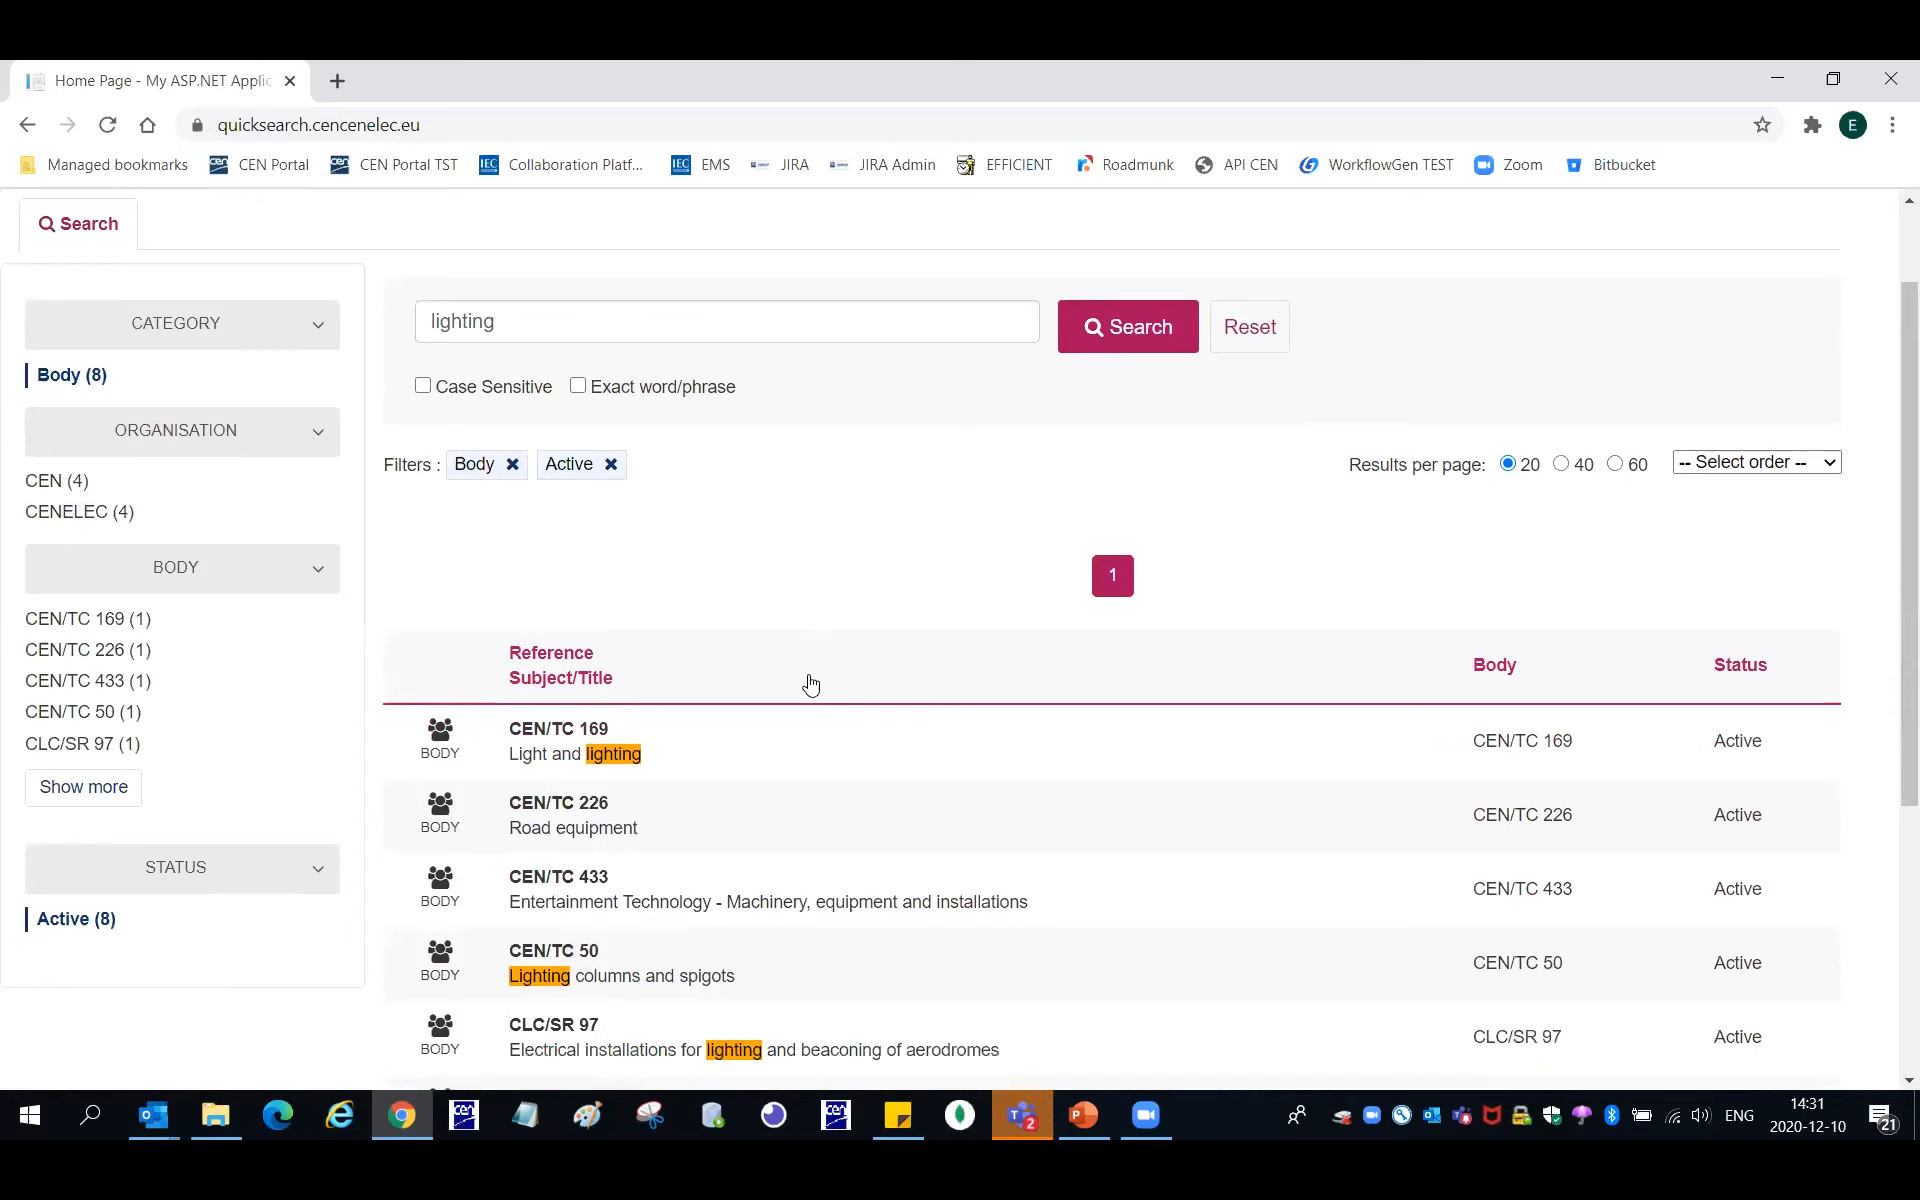 Home Page - My ASP.NET Applic
quicksearch.cencenelec.eu
E
Managed bookmarks CEN Portal CEN Portal TST IEC Collaboration Platf... IEC EMS JIRA JIRA Admin EFFICIENT Roadmunk API CEN WorkflowGen TEST Zoom Bitbucket
Search
CATEGORY
Body (8)
ORGANISATION
CEN (4)
CENELEC (4)
BODY
CEN/TC 169 (1)
CEN/TC 226 (1)
CEN/TC 433 (1)
CEN/TC 50 (1)
CLC/SR 97 (1)
Show more
STATUS
Active (8)
lighting
Search Reset
Case Sensitive Exact word/phrase
Filters : Body Active
Results per page: 20 40 60 -- Select order --
1
Reference
Subject/Title
Body
Status
BODY
CEN/TC 169
Light and lighting
CEN/TC 169
Active
BODY
CEN/TC 226
Road equipment
CEN/TC 226
Active
BODY
CEN/TC 433
Entertainment Technology - Machinery, equipment and installations
CEN/TC 433
Active
BODY
CEN/TC 50
Lighting columns and spigots
CEN/TC 50
Active
BODY
CLC/SR 97
Electrical installations for lighting and beaconing of aerodromes
CLC/SR 97
Active
ENG
14:31
2020-12-10
21
2